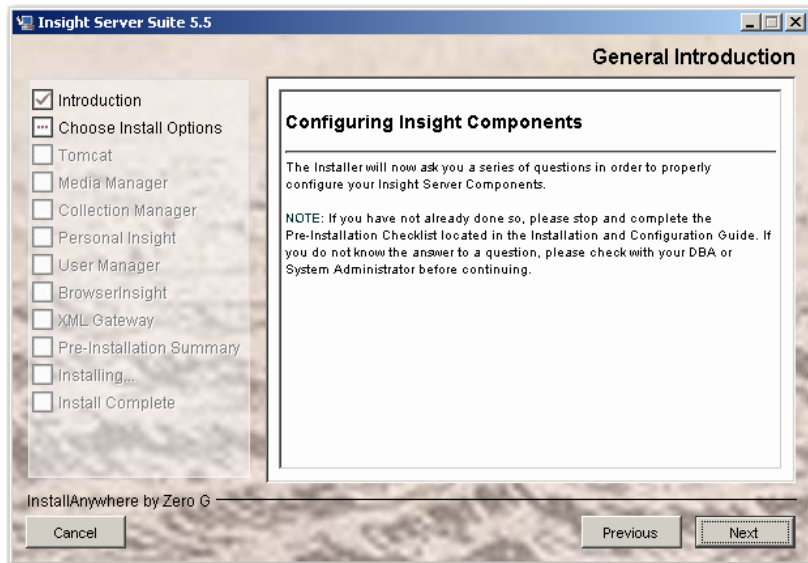 Insight Server Suite 5.5
General Introduction
Introduction
Choose Install Options
Tomcat
Media Manager
Collection Manager
Personal Insight
User Manager
BrowserInsight
XML Gateway
Pre-Installation Summary
Installing...
Install Complete
Configuring Insight Components
The Installer will now ask you a series of questions in order to properly
configure your Insight Server Components.
NOTE: If you have not already done so, please stop and complete the
Pre-Installation Checklist located in the Installation and Configuration Guide. If
you do not know the answer to a question, please check with your DBA or
System Administrator before continuing.
InstallAnywhere by Zero G
Cancel
Previous
Next